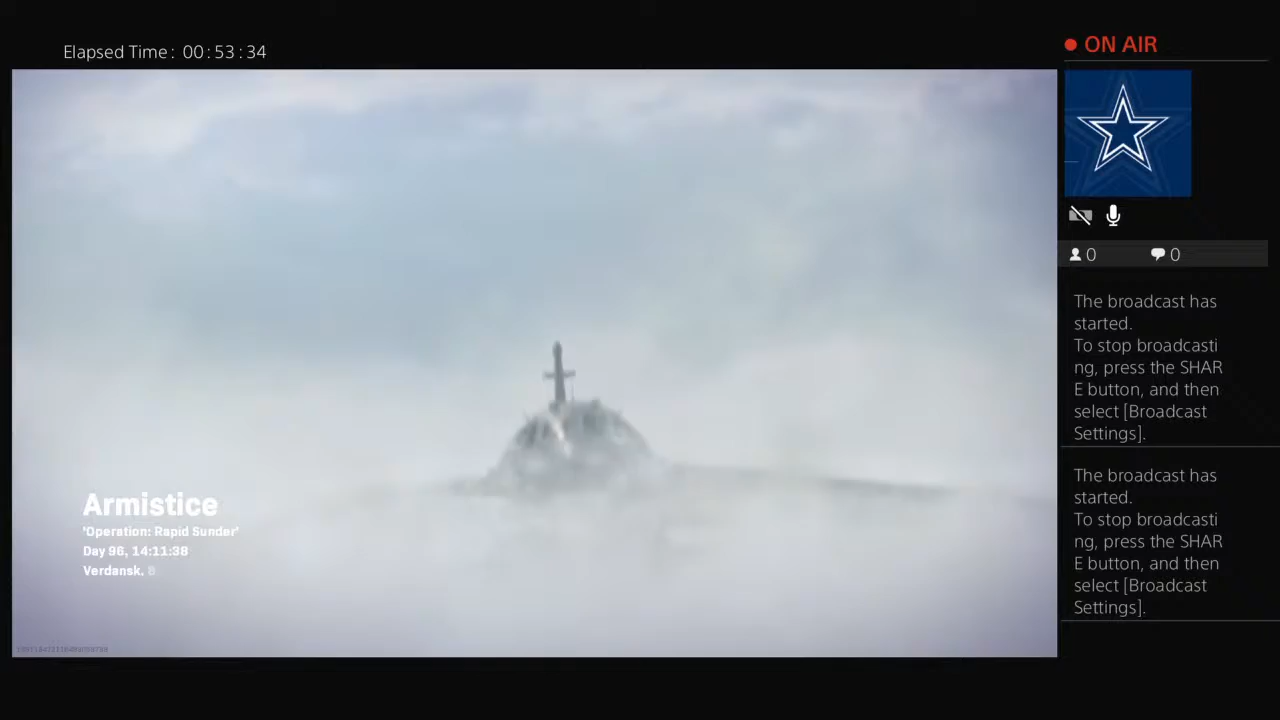 Elapsed Time: 00:53:34
ON AIR
0
0
The broadcast has
started.
To stop broadcasti
ng, press the SHAR
E button, and then
select [Broadcast
Settings].
The broadcast has
started.
To stop broadcasti
ng, press the SHAR
E button, and then
select [Broadcast
Settings].
Armistice
'Operation: Rapid Sunder'
Day 96, 14:11:38
Verdansk,